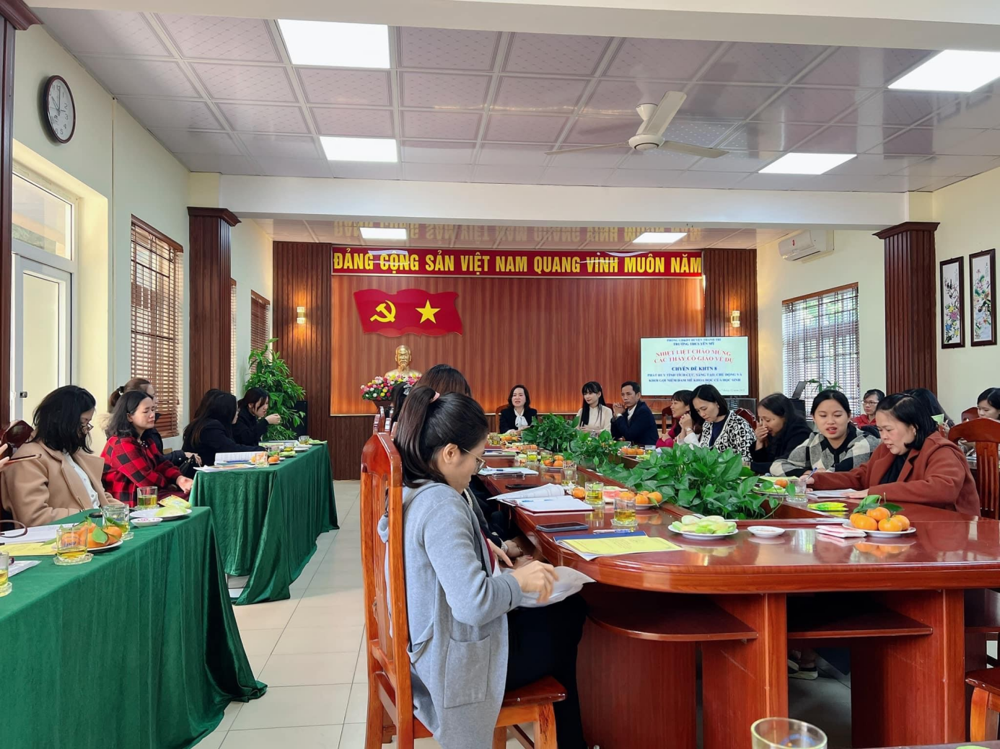 ĐẢNG CỘNG SẢN VIỆT NAM QUANG VINH MUÔN NĂM
PHÒNG GD&ĐT HUYỆN THANH TRÌ
TRƯỜNG THCS YÊN MỸ
NHIỆT LIỆT CHÀO MỪNG
CÁC THẦY CÔ GIÁO VỀ DỰ
CHUYÊN ĐỀ KHTN 8
PHÁT HUY TÍNH TÍCH CỰC, SÁNG TẠO, CHỦ ĐỘNG VÀ
KHƠI GỢI NIỀM ĐAM MÊ KHOA HỌC CỦA HỌC SINH